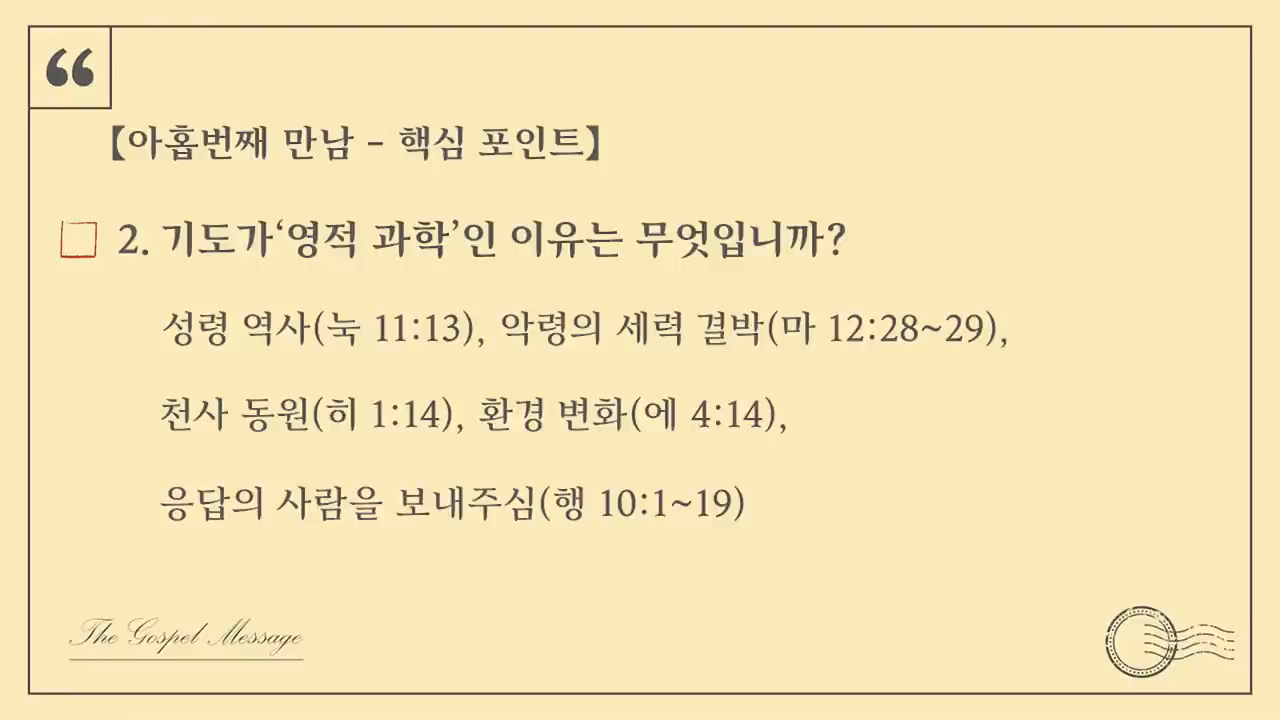 “
【아홉번째 만남 – 핵심 포인트】
2. 기도가‘영적 과학’인 이유는 무엇입니까?
성령 역사(눅 11:13), 악령의 세력 결박(마 12:28~29),
천사 동원(히 1:14), 환경 변화(에 4:14),
응답의 사람을 보내주심(행 10:1~19)
The Gospel Message